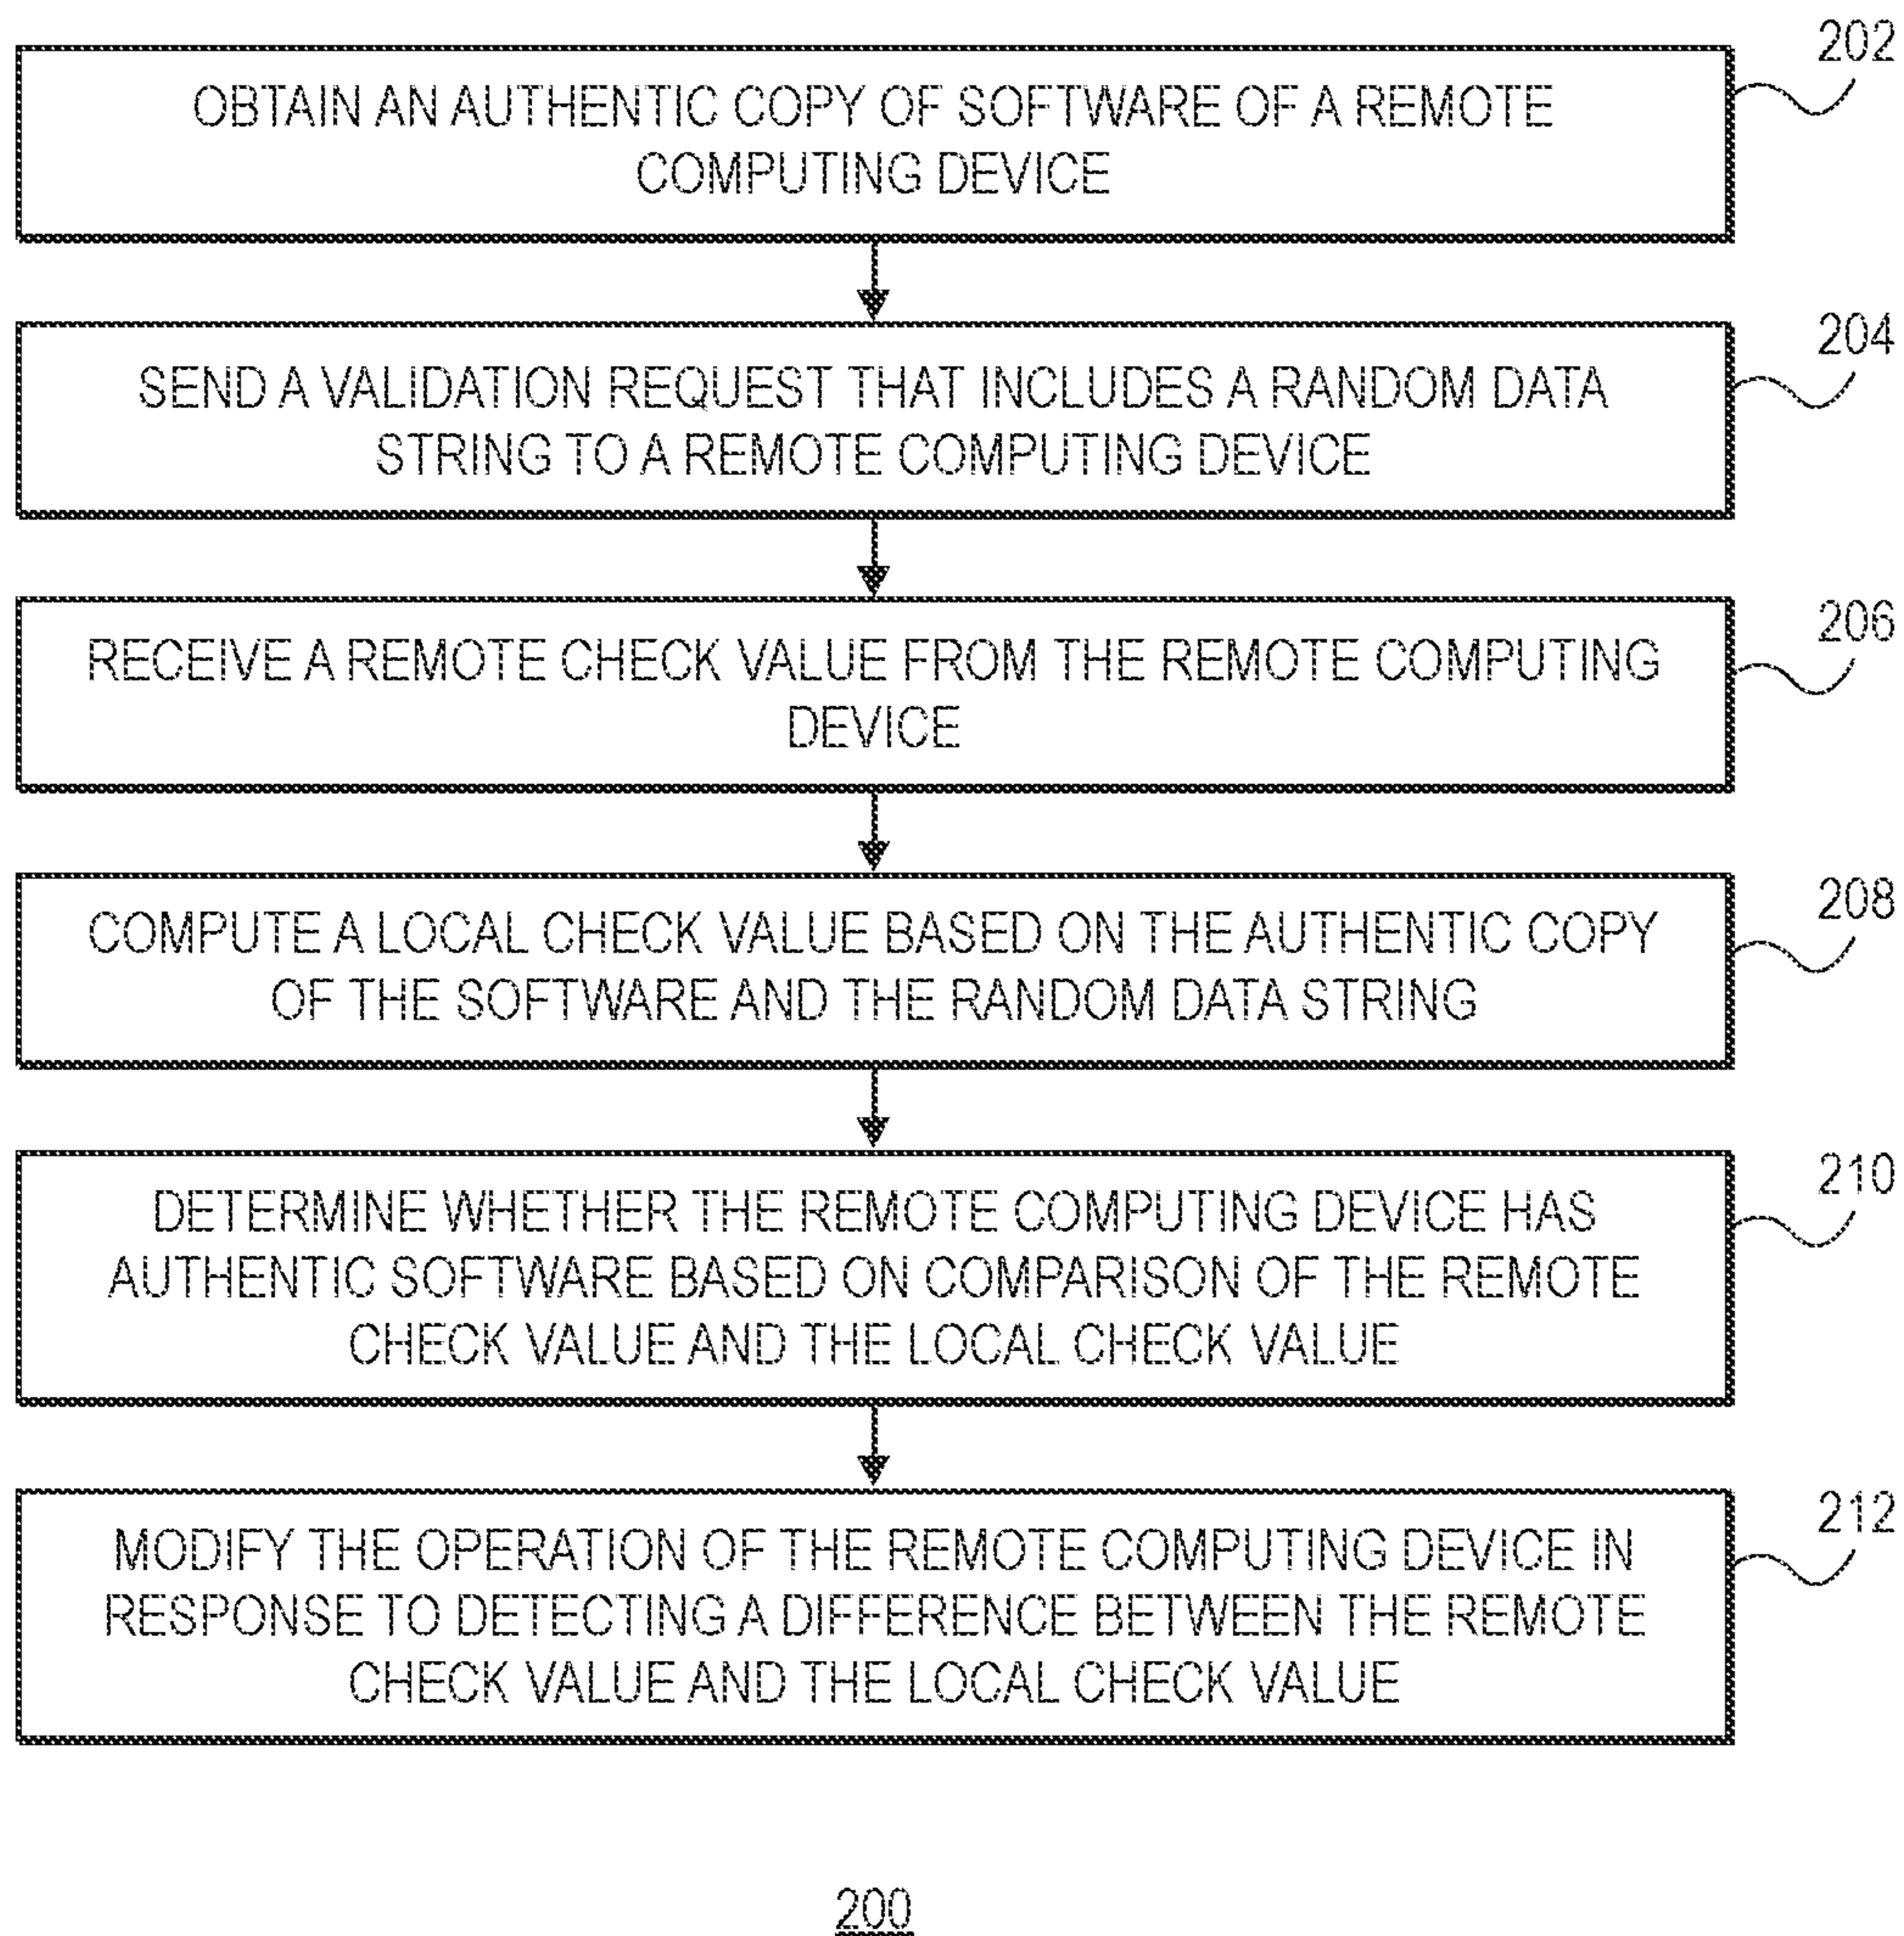 202
OBTAIN AN AUTHENTIC COPY OF SOFTWARE OF A REMOTE
COMPUTING DEVICE
204
SEND A VALIDATION REQUEST THAT INCLUDES A RANDOM DATA
STRING TO A REMOTE COMPUTING DEVICE
206
RECEIVE A REMOTE CHECK VALUE FROM THE REMOTE COMPUTING
DEVICE
208
COMPUTE A LOCAL CHECK VALUE BASED ON THE AUTHENTIC COPY
OF THE SOFTWARE AND THE RANDOM DATA STRING
210
DETERMINE WHETHER THE REMOTE COMPUTING DEVICE HAS
AUTHENTIC SOFTWARE BASED ON COMPARISON OF THE REMOTE
CHECK VALUE AND THE LOCAL CHECK VALUE
212
MODIFY THE OPERATION OF THE REMOTE COMPUTING DEVICE IN
RESPONSE TO DETECTING A DIFFERENCE BETWEEN THE REMOTE
CHECK VALUE AND THE LOCAL CHECK VALUE
200